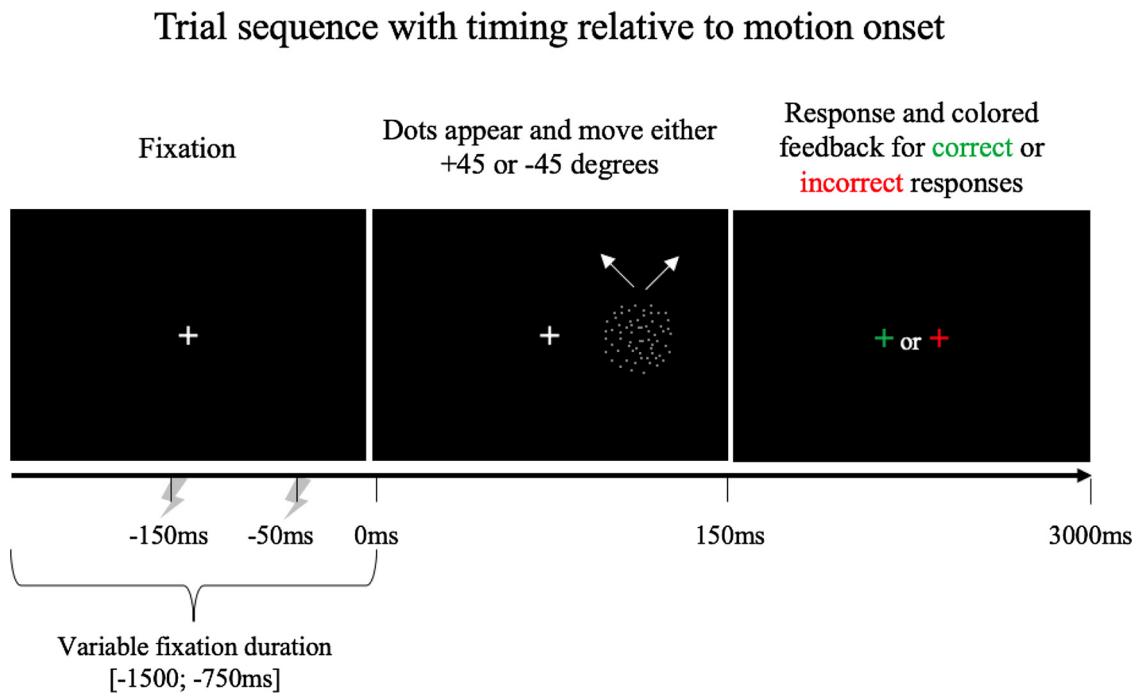 Trial sequence with timing relative to motion onset
Fixation
Dots appear and move either
+45 or -45 degrees
Response and colored
feedback for correct or
incorrect responses
or
-150ms
-50ms
0ms
150ms
3000ms
Variable fixation duration
[-1500; -750ms]